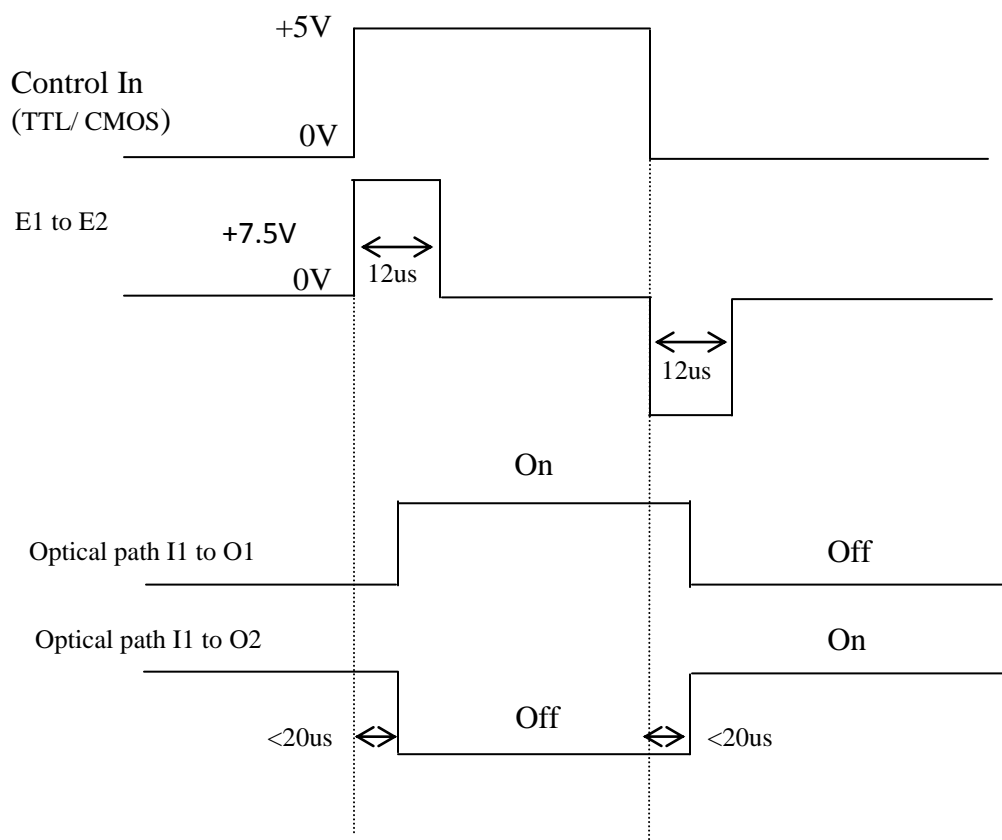 +5V
Control In
(TTL/ CMOS)
0V
E1 to E2
+7.5V
12us
0V
12us
On
Optical path I1 to O1
Off
Optical path I1 to O2
On
Off
<20us
<20us